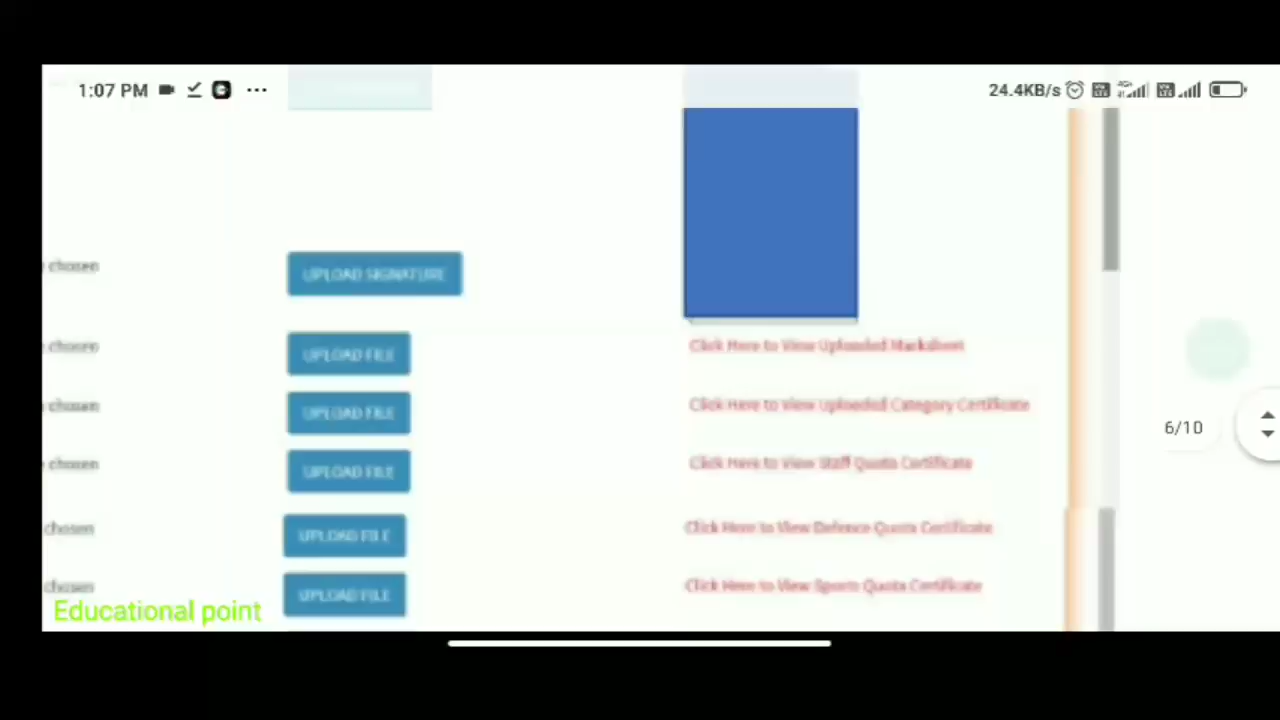 1:07 PM ... 24.4KB/s
chosen UPLOAD SIGNATURE
chosen UPLOAD FILE Click Here to View Uploaded Marksheet
chosen UPLOAD FILE Click Here to View Uploaded Category Certificate
chosen UPLOAD FILE Click Here to View Staff Quota Certificate
chosen UPLOAD FILE Click Here to View Defence Quota Certificate
chosen UPLOAD FILE Click Here to View Sports Quota Certificate
6/10
Educational point